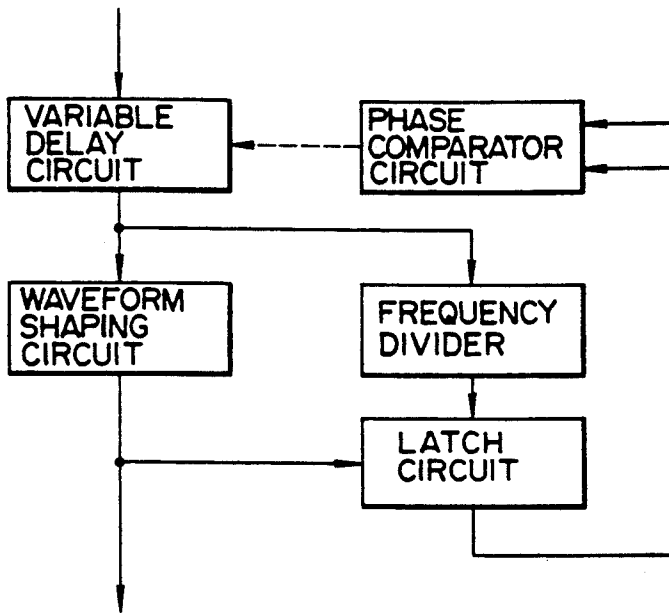 VARIABLE
DELAY
CIRCUIT
PHASE
COMPARATOR
CIRCUIT
WAVEFORM
SHAPING
CIRCUIT
FREQUENCY
DIVIDER
LATCH
CIRCUIT